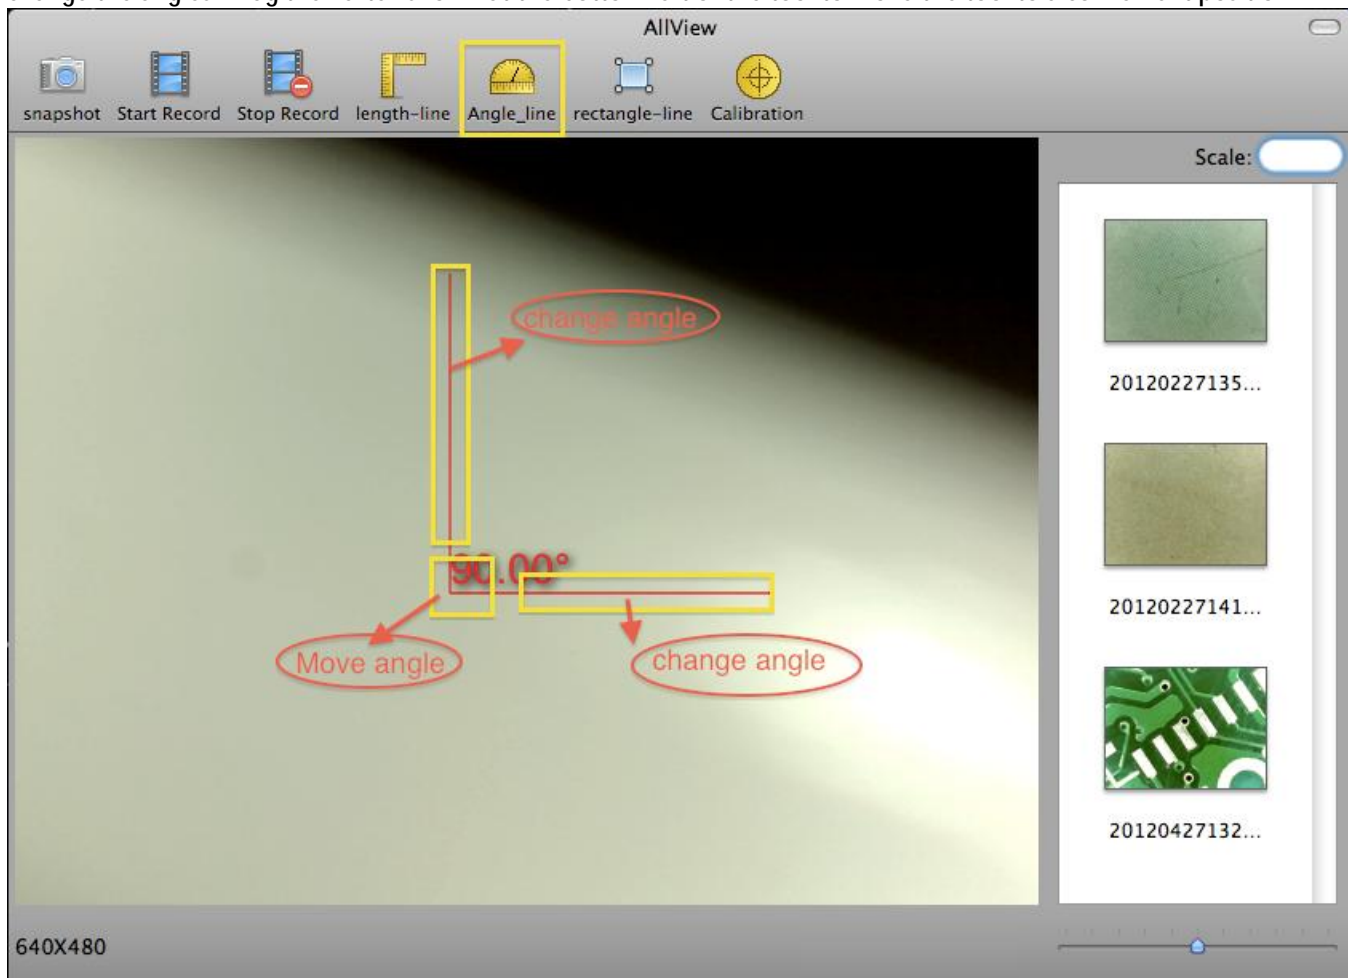 AllView
snapshot Start Record Stop Record length-line Angle_line rectangle-line Calibration
Scale:
change angle
20120227135...
90.00°
20120227141...
Move angle
change angle
20120427132...
640X480